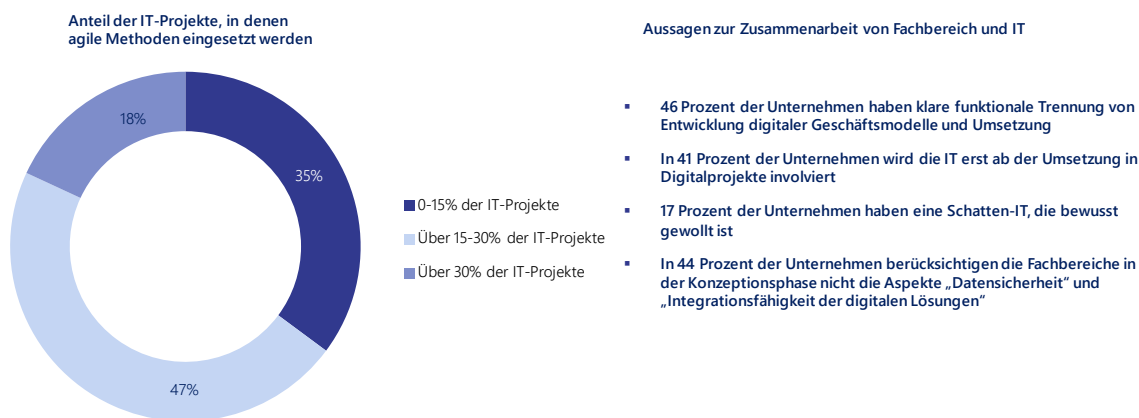 Anteil der IT-Projekte, in denen
agile Methoden eingesetzt werden
18%
35%
47%
0-15% der IT-Projekte
Über 15-30% der IT-Projekte
Über 30% der IT-Projekte
Aussagen zur Zusammenarbeit von Fachbereich und IT
▪ 46 Prozent der Unternehmen haben klare funktionale Trennung von
Entwicklung digitaler Geschäftsmodelle und Umsetzung
▪ In 41 Prozent der Unternehmen wird die IT erst ab der Umsetzung in
Digitalprojekte involviert
▪ 17 Prozent der Unternehmen haben eine Schatten-IT, die bewusst
gewollt ist
▪ In 44 Prozent der Unternehmen berücksichtigen die Fachbereiche in
der Konzeptionsphase nicht die Aspekte „Datensicherheit“ und
„Integrationsfähigkeit der digitalen Lösungen“